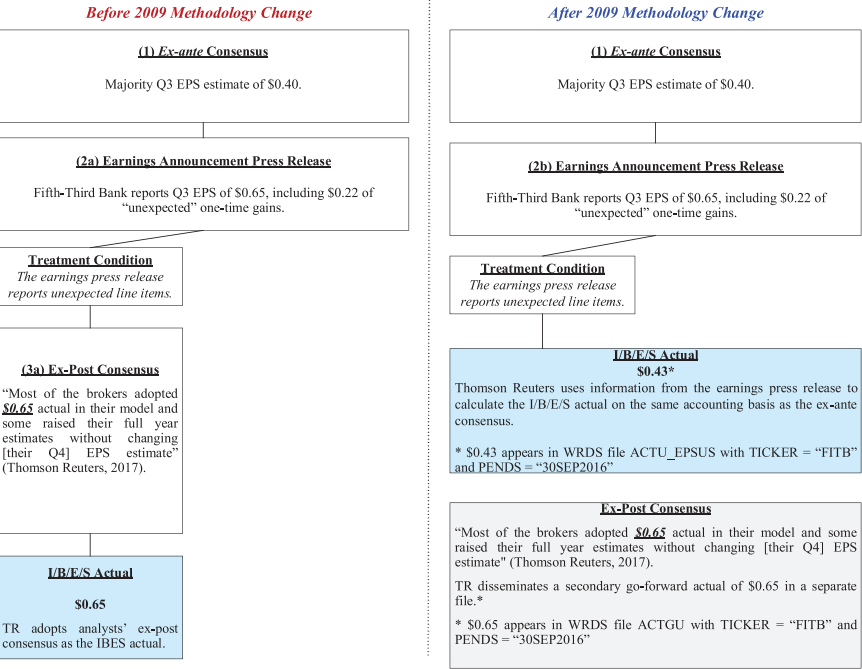 Before 2009 Methodology Change
(1) Ex-ante Consensus
Majority Q3 EPS estimate of $0.40.
(2a) Earnings Announcement Press Release
Fifth-Third Bank reports Q3 EPS of $0.65, including $0.22 of
“unexpected” one-time gains.
Treatment Condition
The earnings press release
reports unexpected line items.
(3a) Ex-Post Consensus
“Most of the brokers adopted
$0.65 actual in their model and
some raised their full year
estimates without changing
[their Q4] EPS estimate”
(Thomson Reuters, 2017).
I/B/E/S Actual
$0.65
TR adopts analysts’ ex-post
consensus as the IBES actual.
After 2009 Methodology Change
(1) Ex-ante Consensus
Majority Q3 EPS estimate of $0.40.
(2b) Earnings Announcement Press Release
Fifth-Third Bank reports Q3 EPS of $0.65, including $0.22 of
“unexpected” one-time gains.
Treatment Condition
The earnings press release
reports unexpected line items.
I/B/E/S Actual
$0.43*
Thomson Reuters uses information from the earnings press release to
calculate the I/B/E/S actual on the same accounting basis as the ex-ante
consensus.
* $0.43 appears in WRDS file ACTU_EPSUS with TICKER = “FITB”
and PENDS = “30SEP2016”
Ex-Post Consensus
“Most of the brokers adopted $0.65 actual in their model and some
raised their full year estimates without changing [their Q4] EPS
estimate" (Thomson Reuters, 2017).
TR disseminates a secondary go-forward actual of $0.65 in a separate
file.*
* $0.65 appears in WRDS file ACTGU with TICKER = “FITB” and
PENDS = “30SEP2016”